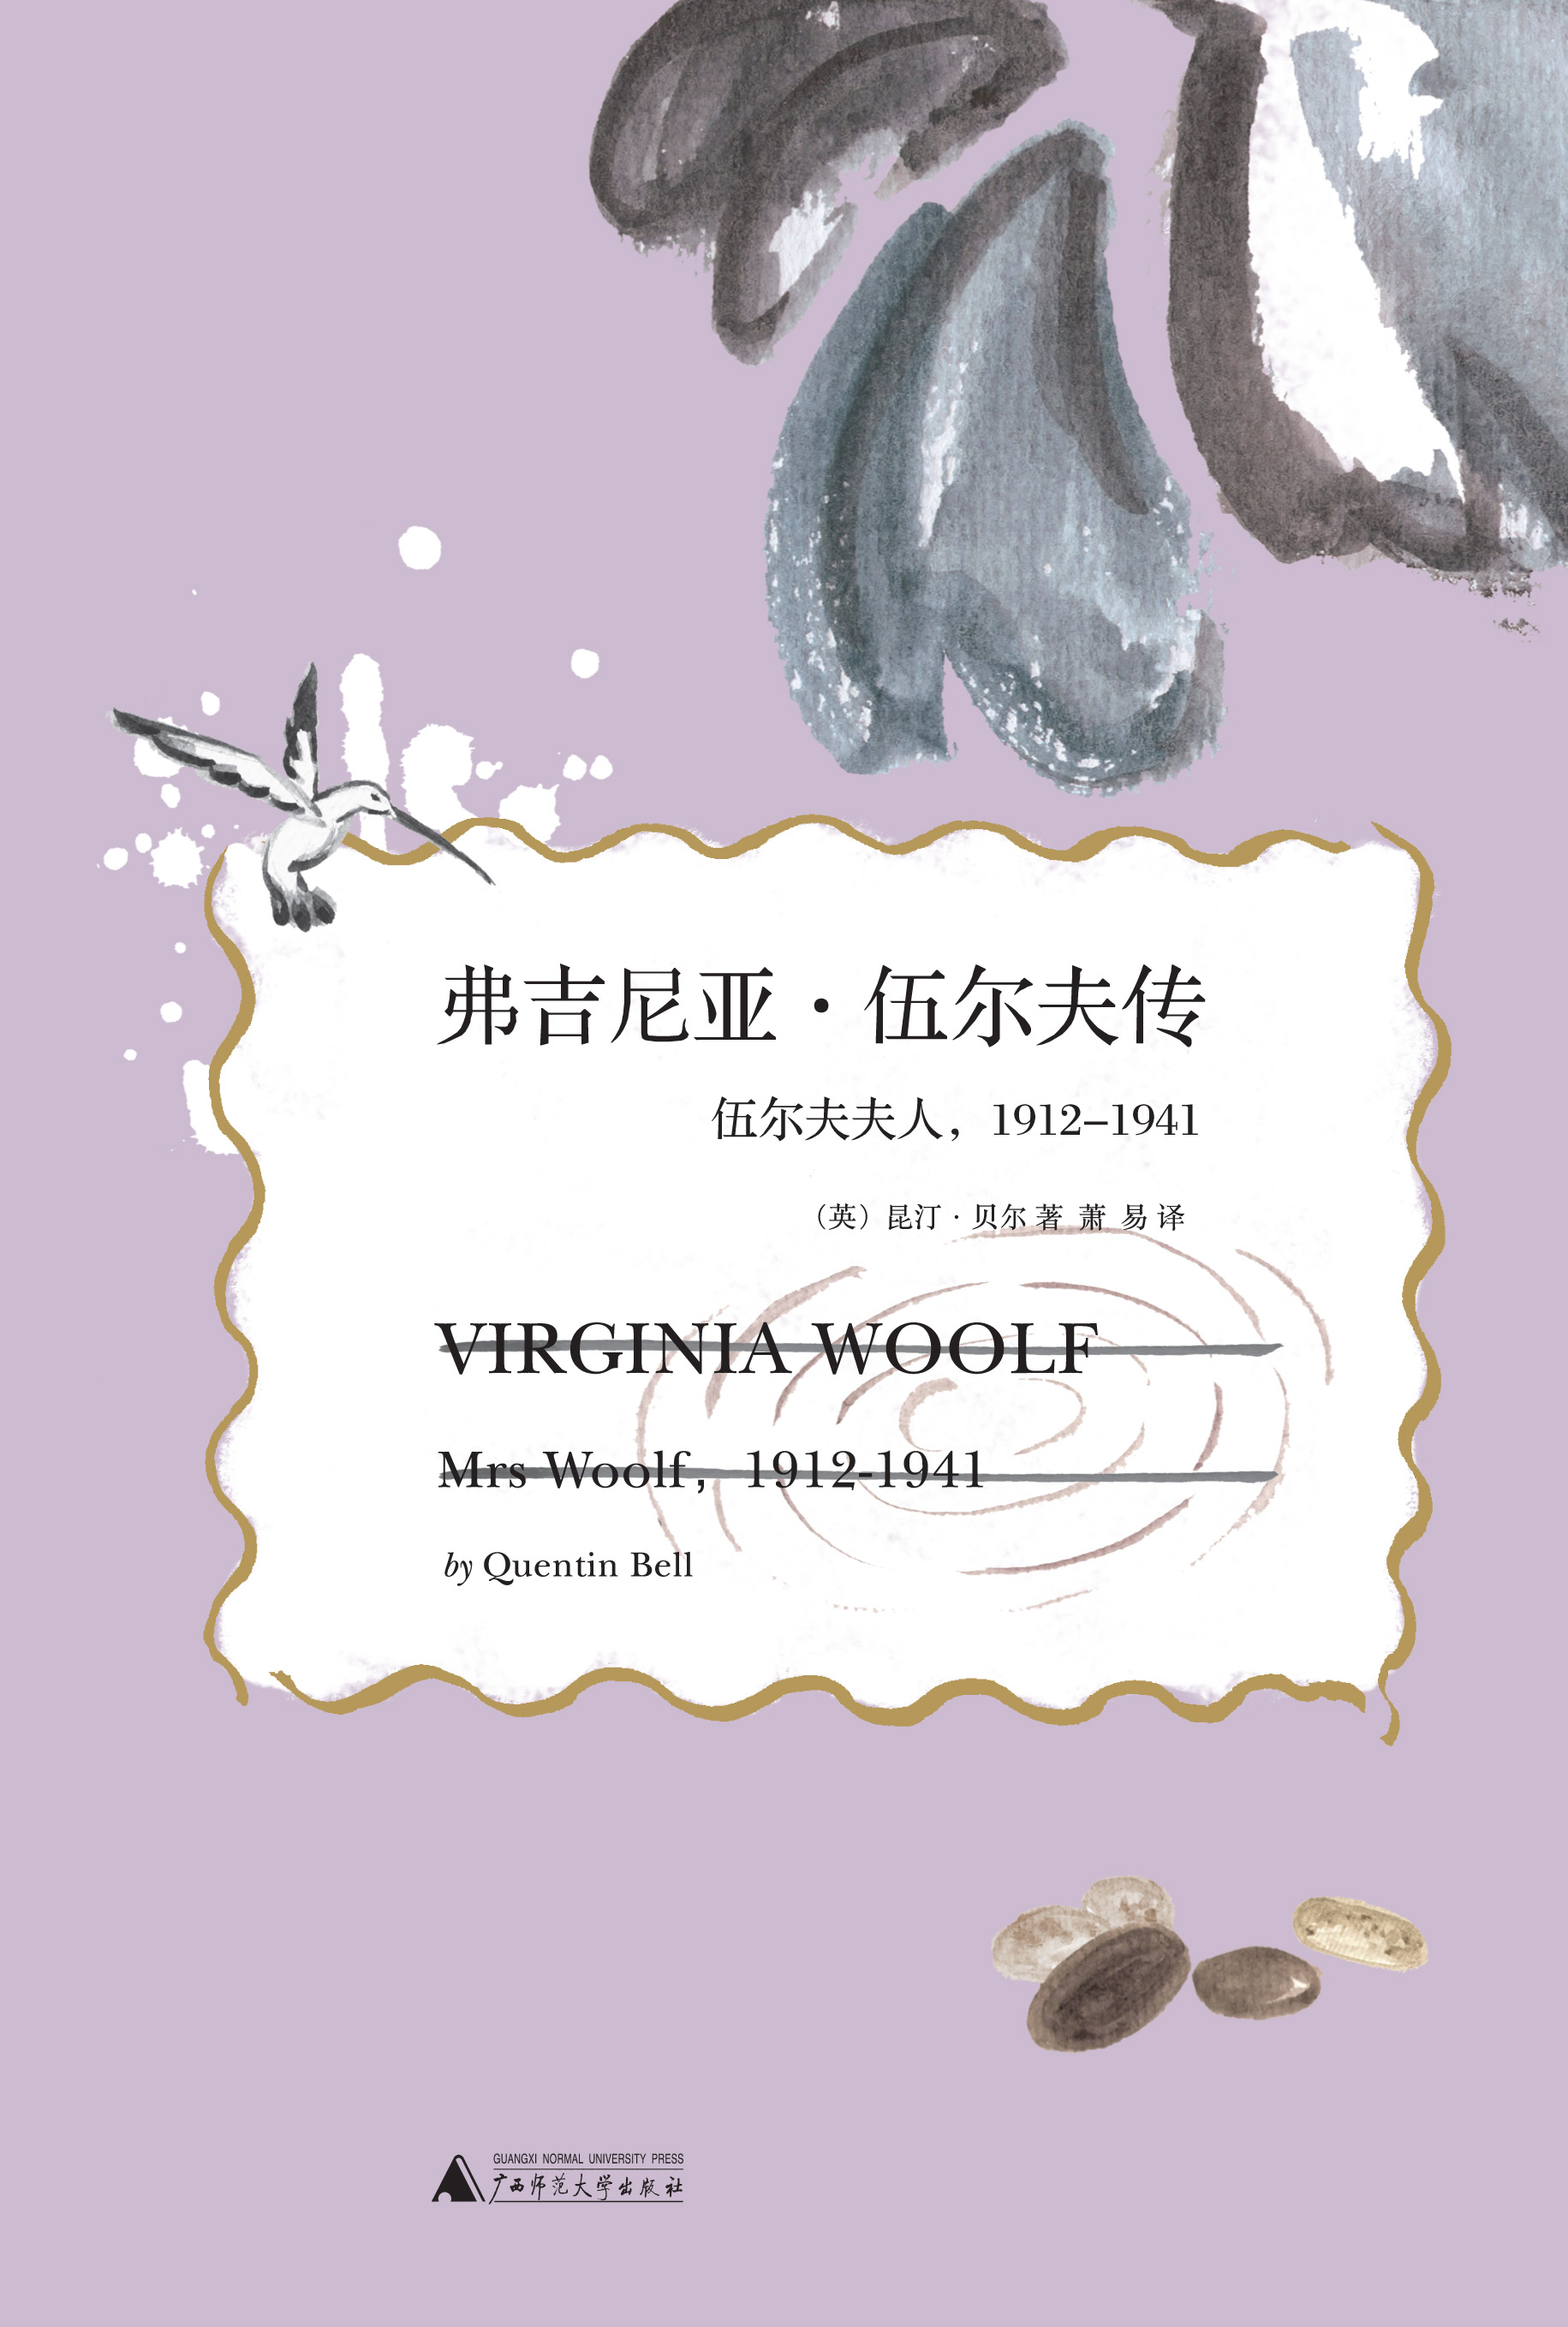 弗吉尼亚·伍尔夫传
伍尔夫夫人，1912–1941
（英）昆汀·贝尔 著 萧 易 译
VIRGINIA WOOLF
Mrs Woolf, 1912-1941
by Quentin Bell
GUANGXI NORMAL UNIVERSITY PRESS
广西师范大学出版社